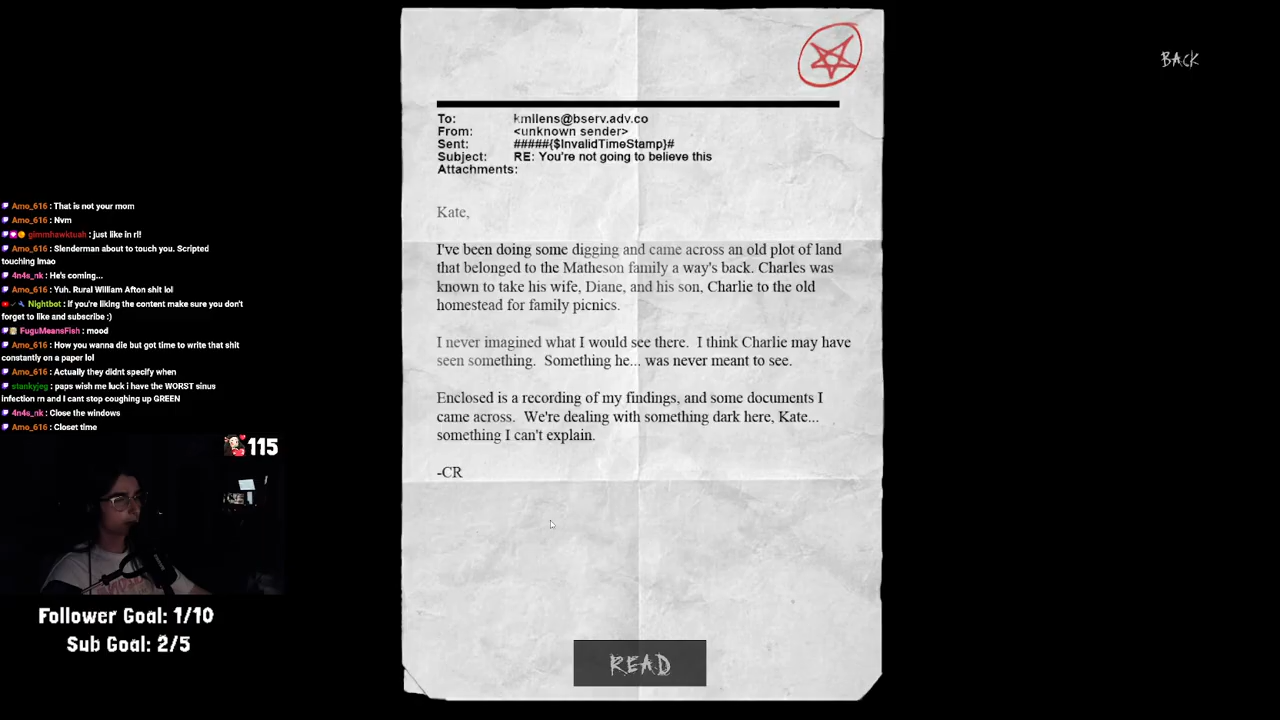 BACK
To: kmilens@bserv.adv.co
From: <unknown sender>
Sent: #####{$InvalidTimeStamp}#
Subject: RE: You're not going to believe this
Attachments:
Kate,
I've been doing some digging and came across an old plot of land
that belonged to the Matheson family a way's back. Charles was
known to take his wife, Diane, and his son, Charlie to the old
homestead for family picnics.
I never imagined what I would see there. I think Charlie may have
seen something. Something he... was never meant to see.
Enclosed is a recording of my findings, and some documents I
came across. We're dealing with something dark here, Kate...
something I can't explain.
-CR
READ
Amo_616 : That is not your mom
Amo_616 : Nvm
gimmhawktuah : just like in rl!
Amo_616 : Slenderman about to touch you. Scripted
touching lmao
4n4s_nk : He's coming...
Amo_616 : Yuh. Rural William Afton shit lol
Nightbot : If you're liking the content make sure you don't
forget to like and subscribe :)
FuguMeansFish : mood
Amo_616 : How you wanna die but got time to write that shit
constantly on a paper lol
Amo_616 : Actually they didnt specify when
stankyjeg : paps wish me luck i have the WORST sinus
infection rn and I cant stop coughing up GREEN
4n4s_nk : Close the windows
Amo_616 : Closet time
115
Follower Goal: 1/10
Sub Goal: 2/5